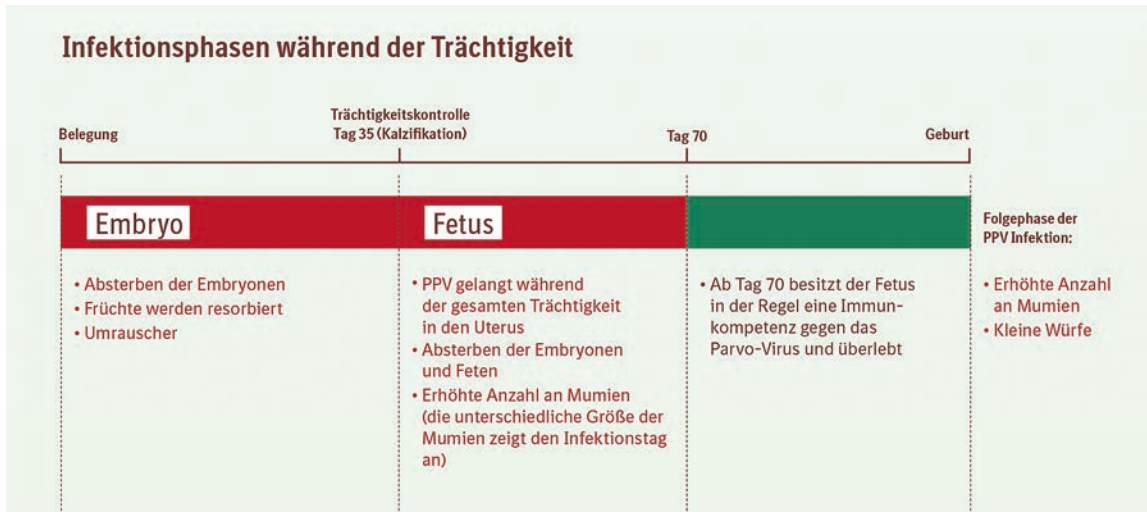 Infektionsphasen während der Trächtigkeit
Belegung
Trächtigkeitskontrolle
Tag 35 (Kalzifikation)
Tag 70
Geburt
Embryo
Fetus
• Absterben der Embryonen
• Früchte werden resorbiert
• Umrauscher
• PPV gelangt während
der gesamten Trächtigkeit
in den Uterus
• Absterben der Embryonen
und Feten
• Erhöhte Anzahl an Mumien
(die unterschiedliche Größe der
Mumien zeigt den Infektionstag
an)
• Ab Tag 70 besitzt der Fetus
in der Regel eine Immun-
kompetenz gegen das
Parvo-Virus und überlebt
Folgephase der
PPV Infektion:
• Erhöhte Anzahl
an Mumien
• Kleine Würfe